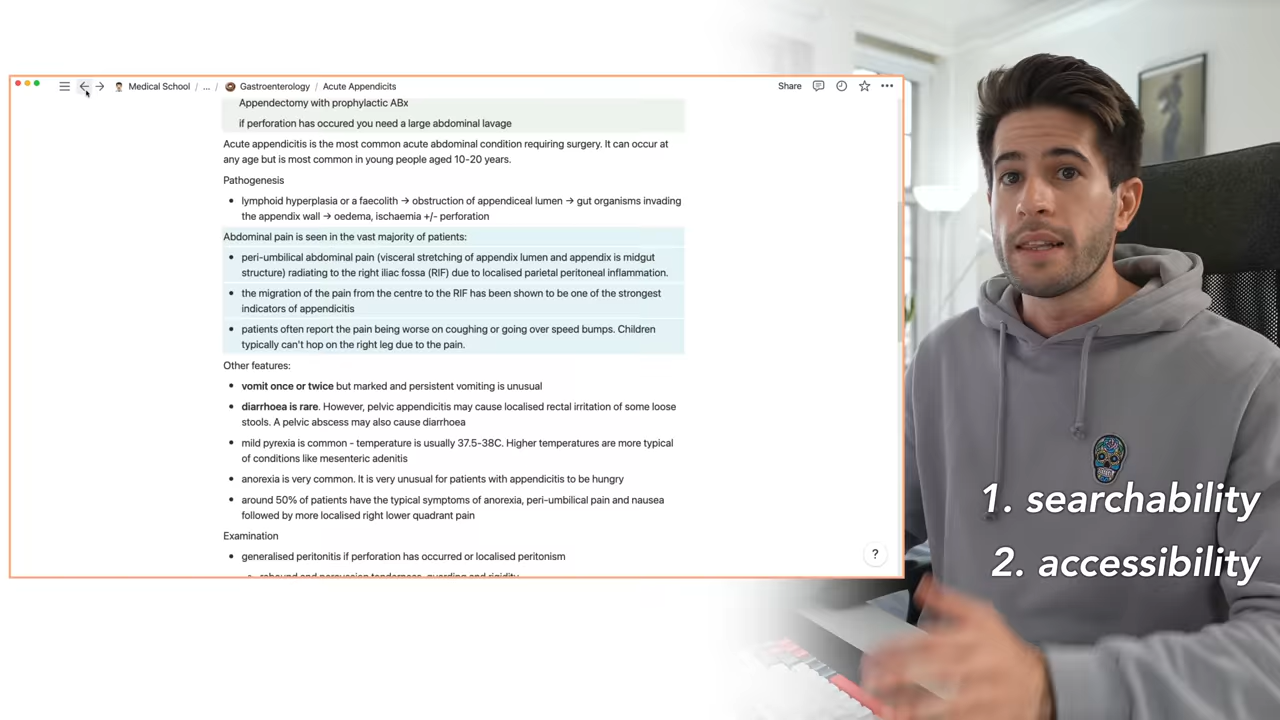 Medical School / ... / Gastroenterology / Acute Appendicits
Share
Appendectomy with prophylactic ABx
if perforation has occured you need a large abdominal lavage
Acute appendicitis is the most common acute abdominal condition requiring surgery. It can occur at
any age but is most common in young people aged 10-20 years.
Pathogenesis
• lymphoid hyperplasia or a faecolith → obstruction of appendiceal lumen → gut organisms invading
the appendix wall → oedema, ischaemia +/- perforation
Abdominal pain is seen in the vast majority of patients:
• peri-umbilical abdominal pain (visceral stretching of appendix lumen and appendix is midgut
structure) radiating to the right iliac fossa (RIF) due to localised parietal peritoneal inflammation.
• the migration of the pain from the centre to the RIF has been shown to be one of the strongest
indicators of appendicitis
• patients often report the pain being worse on coughing or going over speed bumps. Children
typically can't hop on the right leg due to the pain.
Other features:
• vomit once or twice but marked and persistent vomiting is unusual
• diarrhoea is rare. However, pelvic appendicitis may cause localised rectal irritation of some loose
stools. A pelvic abscess may also cause diarrhoea
• mild pyrexia is common - temperature is usually 37.5-38C. Higher temperatures are more typical
of conditions like mesenteric adenitis
• anorexia is very common. It is very unusual for patients with appendicitis to be hungry
• around 50% of patients have the typical symptoms of anorexia, peri-umbilical pain and nausea
followed by more localised right lower quadrant pain
Examination
• generalised peritonitis if perforation has occurred or localised peritonism
rebound and percussion tenderness, guarding and rigidity
?
1. searchability
2. accessibility